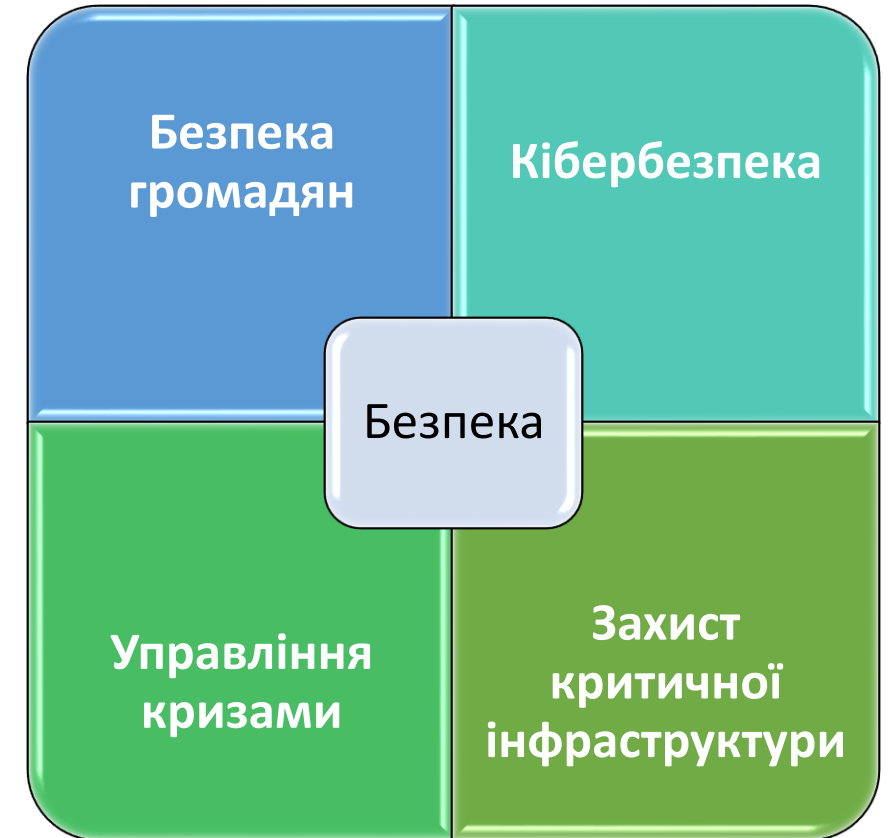 Безпека
громадян
Кібербезпека
Безпека
Управління
кризами
Захист
критичної
інфраструктури